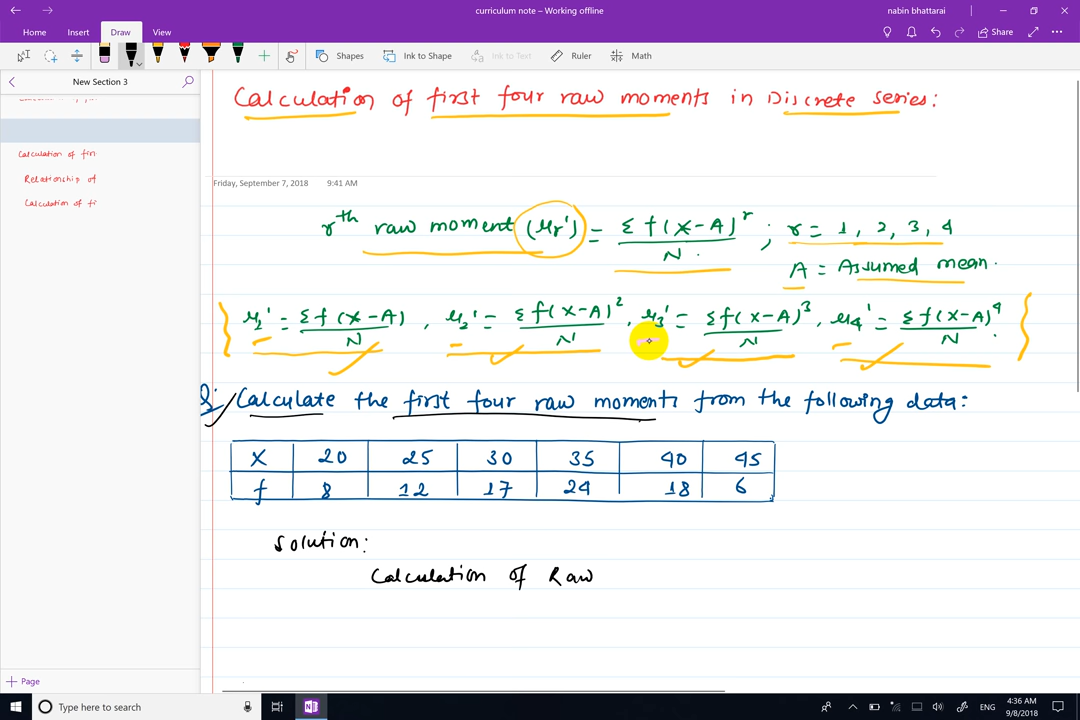 curriculum note – Working offline
nabin bhattarai
Home Insert Draw View
Share
Shapes Ink to Shape Ink to Text Ruler Math
New Section 3
Calculation of fin
Relationship of
Calculation of fi
Page
Calculation of first four raw moments in Discrete series:
Friday, September 7, 2018 9:41 AM
rth raw moment (μr') = Σf(X-A)^r / N ; r = 1, 2, 3, 4
A = Assumed mean.
{ μ1' = Σf(X-A) / N , μ2' = Σf(X-A)^2 / N , μ3' = Σf(X-A)^3 / N , μ4' = Σf(X-A)^4 / N . }
Q; Calculate the first four raw moments from the following data:
X 20 25 30 35 40 45
f 8 12 17 24 18 6
Solution:
Calculation of Raw
Type here to search
4:36 AM
9/8/2018